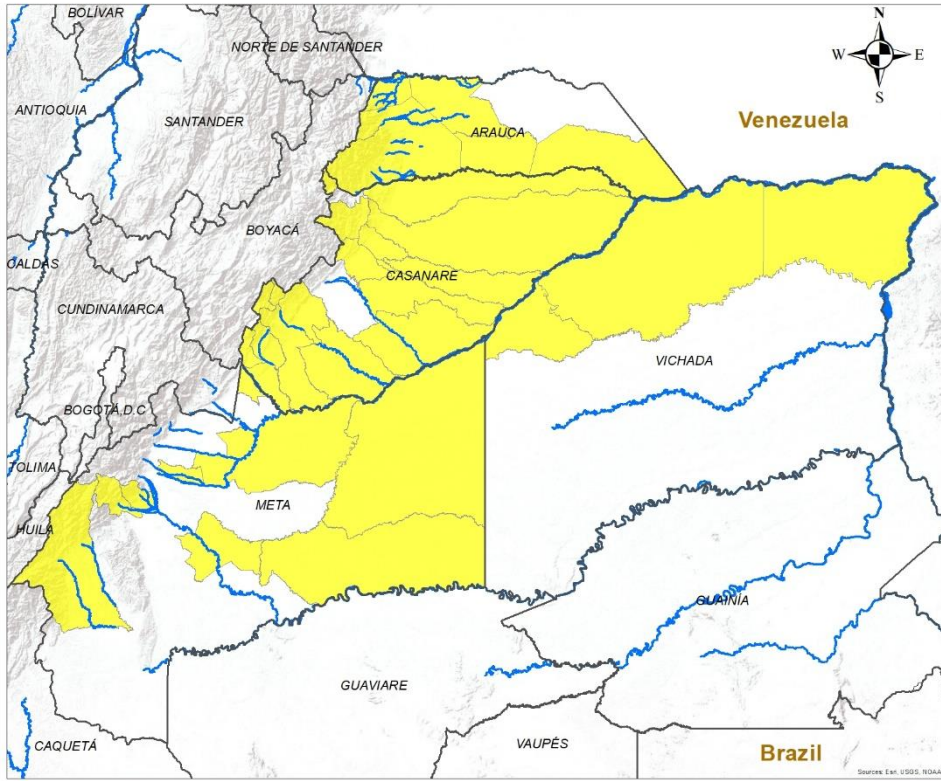 BOLÍVAR
N
NORTE DE SANTANDER
W
E
S
ANTIOQUIA
SANTANDER
Venezuela
ARAUCA
BOYACÁ
CALDAS
CASANARE
CUNDINAMARCA
VICHADA
BOGOTÁ D.C
TOLIMA
META
HUILA
GUAINÍA
GUAVIARE
CAQUETÁ
VAUPÉS
Brazil
Sources: Esri, USGS, NOAA